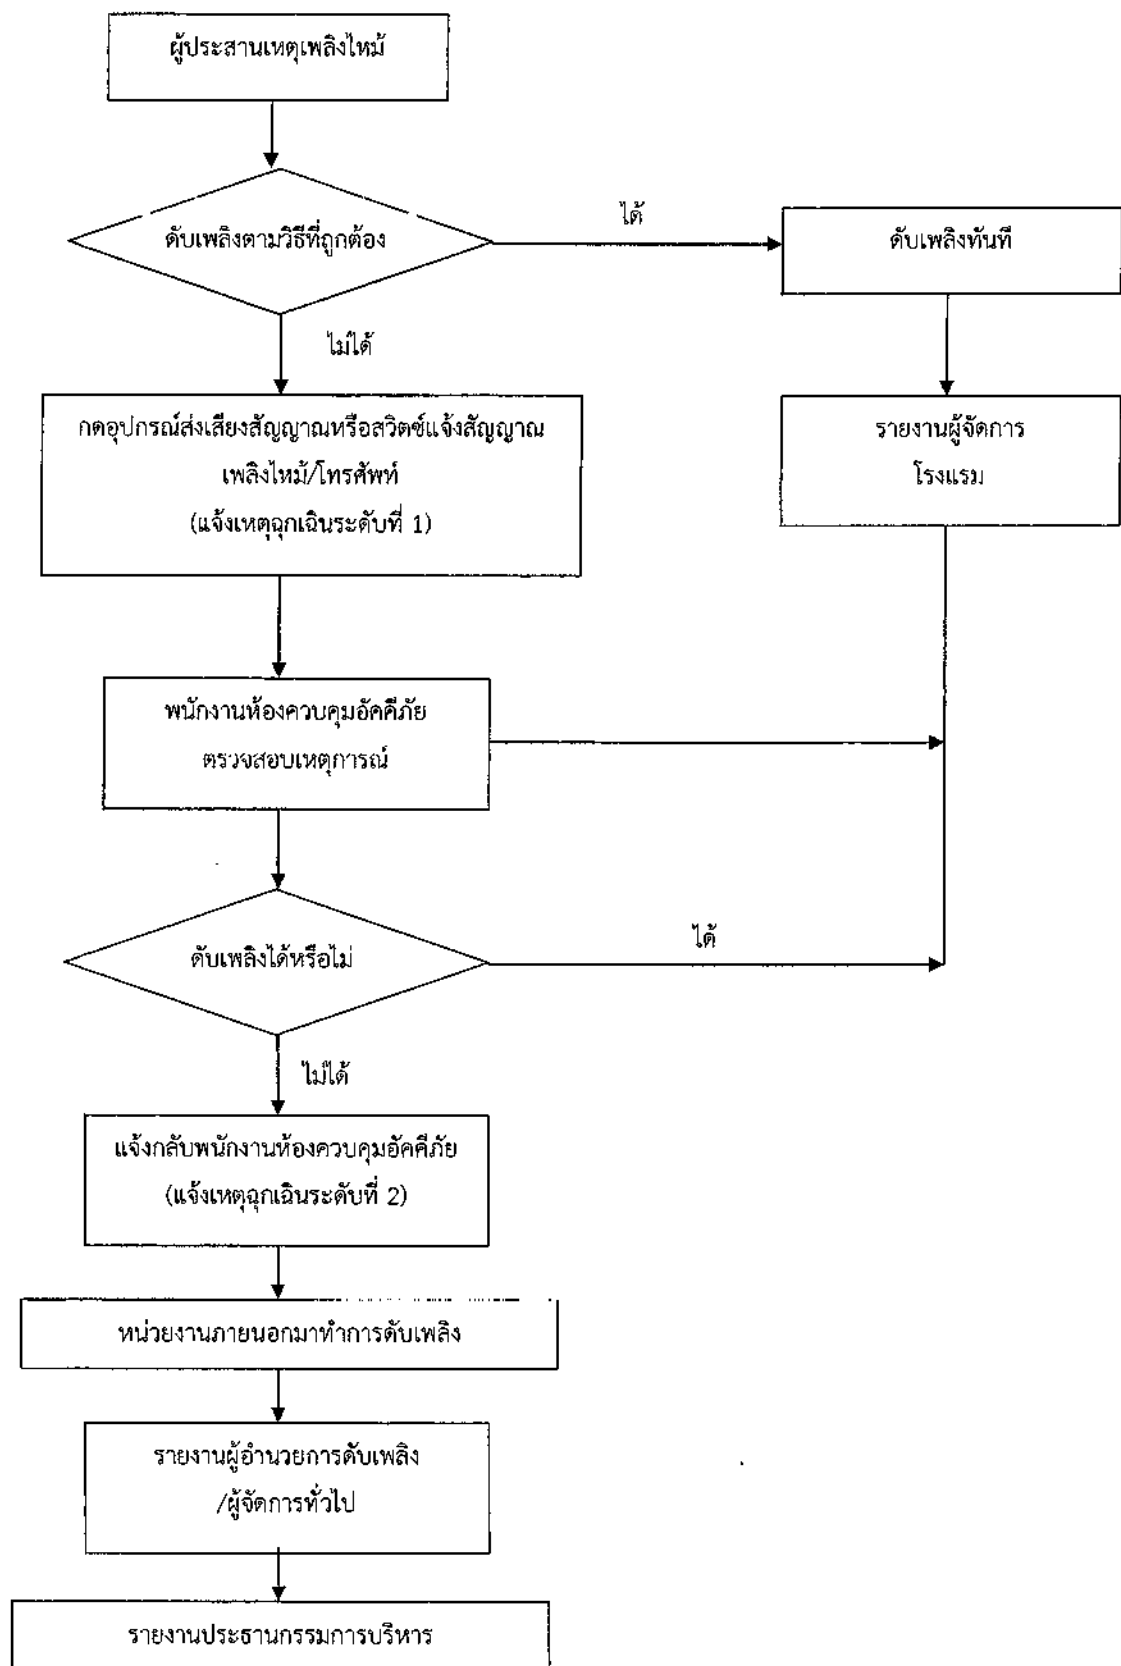 ผู้ประสานเหตุเพลิงไหม้
ดับเพลิงตามวิธีที่ถูกต้อง
ได้
ดับเพลิงทันที
ไม่ได้
กดอุปกรณ์ส่งเสียงสัญญาณหรือสวิตซ์แจ้งสัญญาณ
เพลิงไหม้/โทรศัพท์
(แจ้งเหตุฉุกเฉินระดับที่ 1)
รายงานผู้จัดการ
โรงแรม
พนักงานห้องควบคุมอัคคีภัย
ตรวจสอบเหตุการณ์
ดับเพลิงได้หรือไม่
ได้
ไม่ได้
แจ้งกลับพนักงานห้องควบคุมอัคคีภัย
(แจ้งเหตุฉุกเฉินระดับที่ 2)
หน่วยงานภายนอกมาทำการดับเพลิง
รายงานผู้อำนวยการดับเพลิง
/ผู้จัดการทั่วไป
รายงานประธานกรรมการบริหาร